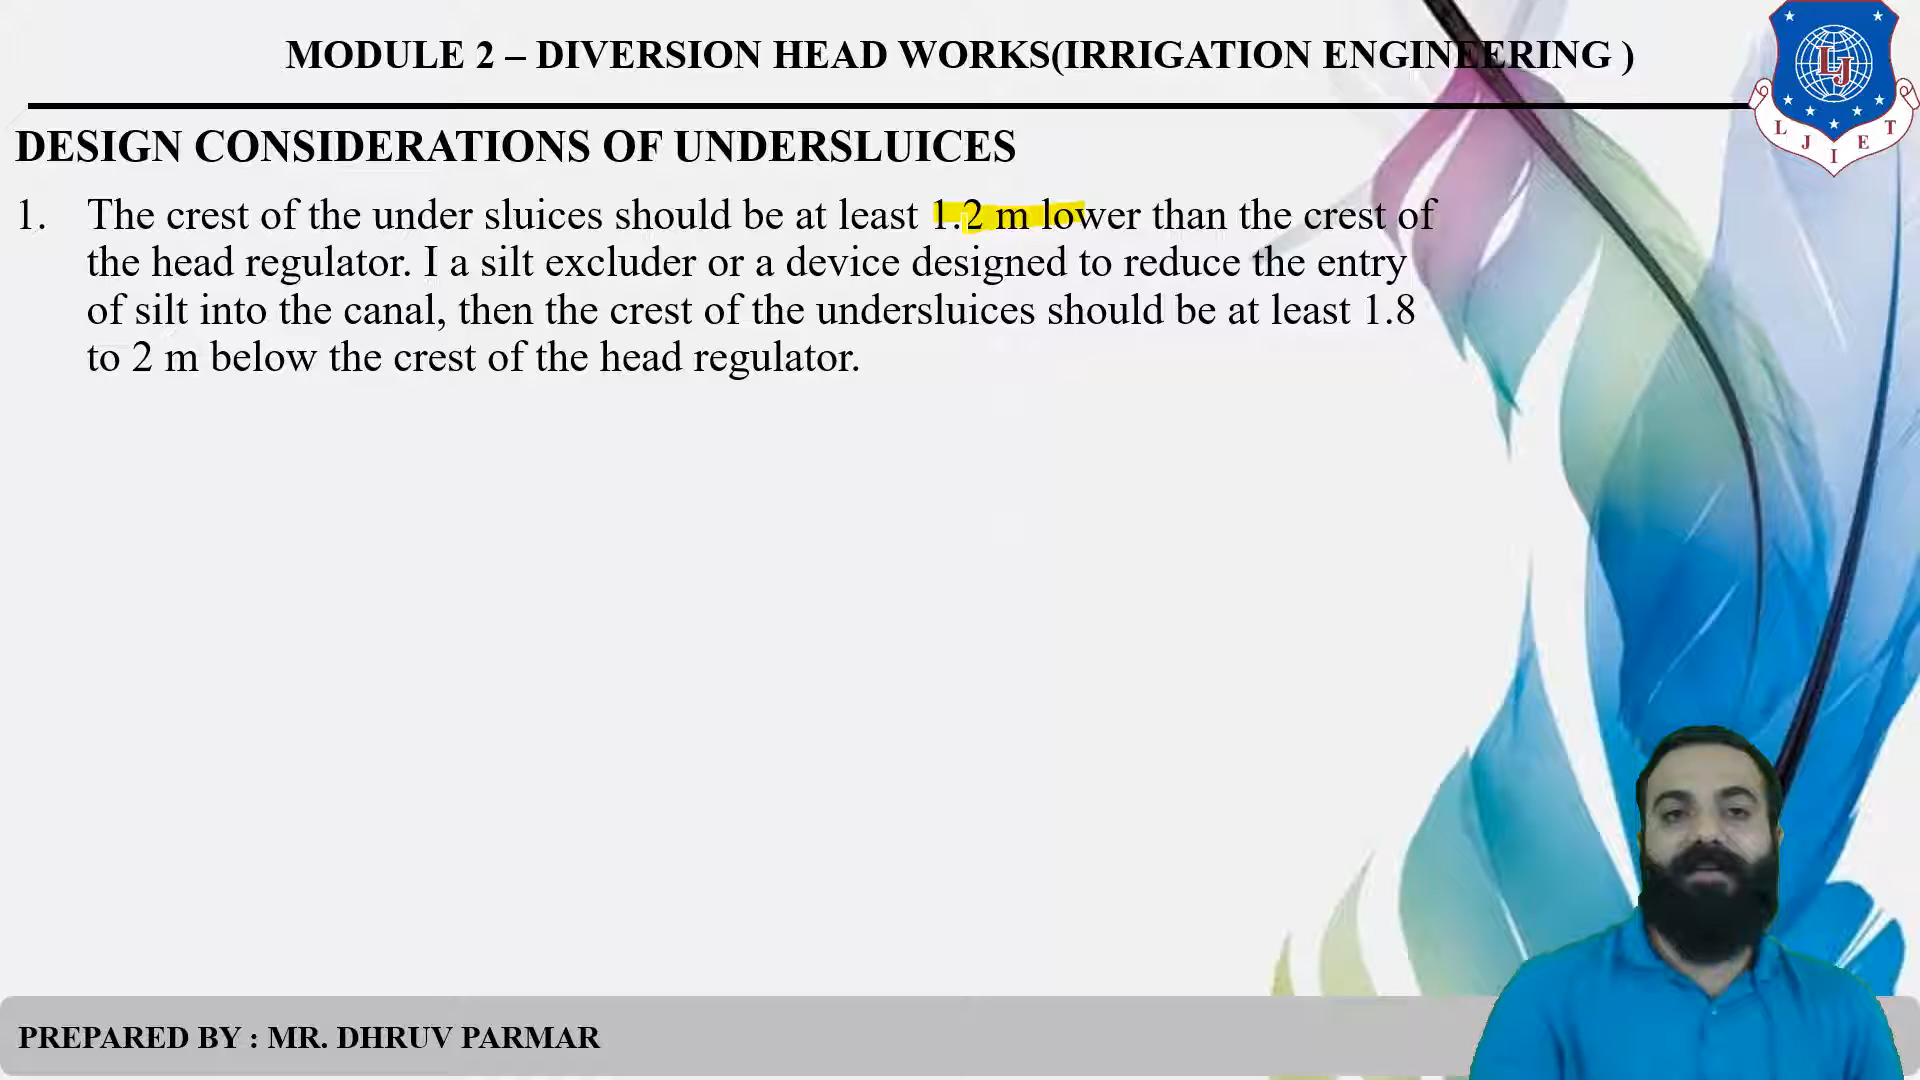 MODULE 2 – DIVERSION HEAD WORKS(IRRIGATION ENGINEERING )
LJ
L J I E T
DESIGN CONSIDERATIONS OF UNDERSLUICES
1. The crest of the under sluices should be at least 1.2 m lower than the crest of
the head regulator. I a silt excluder or a device designed to reduce the entry
of silt into the canal, then the crest of the undersluices should be at least 1.8
to 2 m below the crest of the head regulator.
PREPARED BY : MR. DHRUV PARMAR